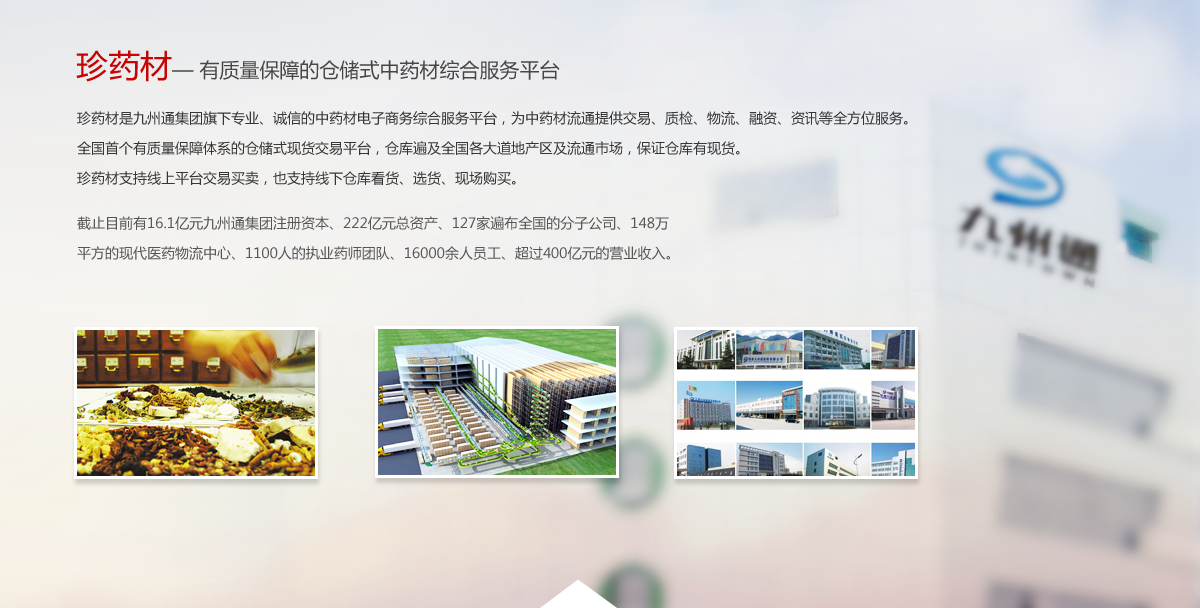 珍药材— 有质量保障的仓储式中药材综合服务平台
珍药材是九州通集团旗下专业、诚信的中药材电子商务综合服务平台，为中药材流通提供交易、质检、物流、融资、资讯等全方位服务。
全国首个有质量保障体系的仓储式现货交易平台，仓库遍及全国各大道地产区及流通市场，保证仓库有现货。
珍药材支持线上平台交易买卖，也支持线下仓库看货、选货、现场购买。
截止目前有16.1亿元九州通集团注册资本、222亿元总资产、127家遍布全国的分子公司、148万
平方的现代医药物流中心、1100人的执业药师团队、16000余人员工、超过400亿元的营业收入。
九州通
JOINTOWN